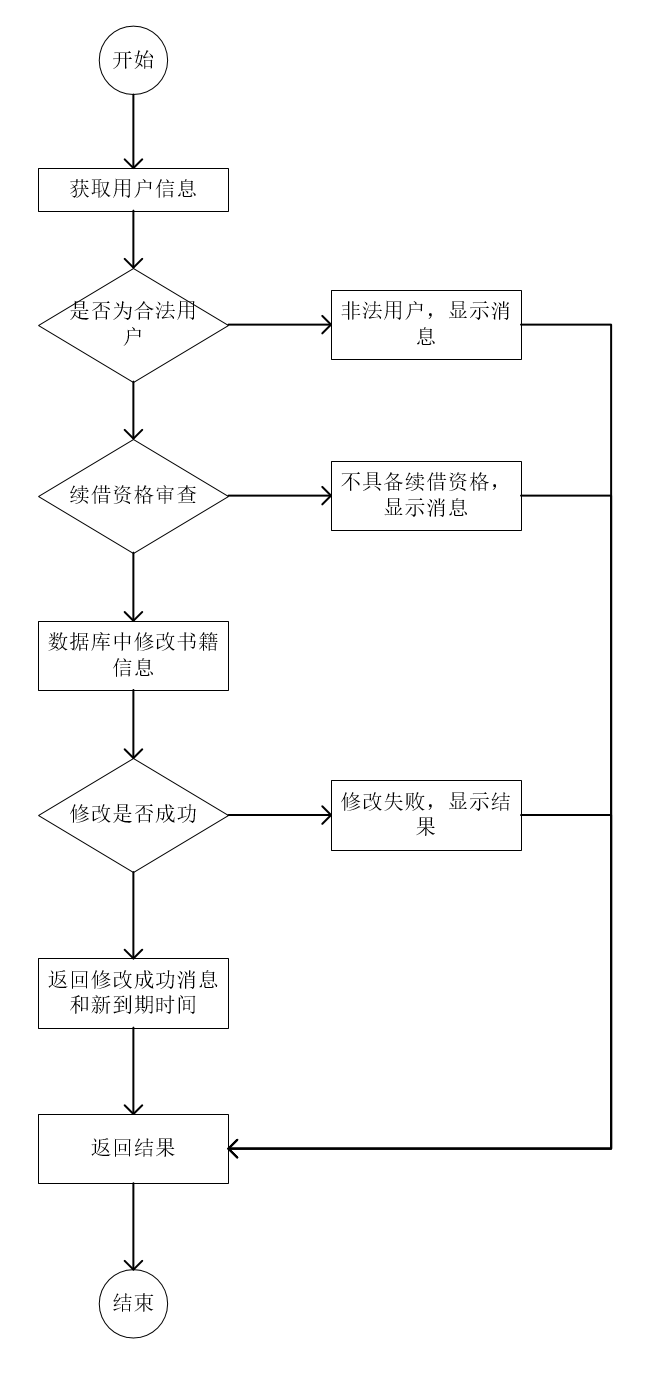 开始
获取用户信息
是否为合法用
户
非法用户，显示消
息
续借资格审查
不具备续借资格，
显示消息
数据库中修改书籍
信息
修改是否成功
修改失败，显示结
果
返回修改成功消息
和新到期时间
返回结果
结束